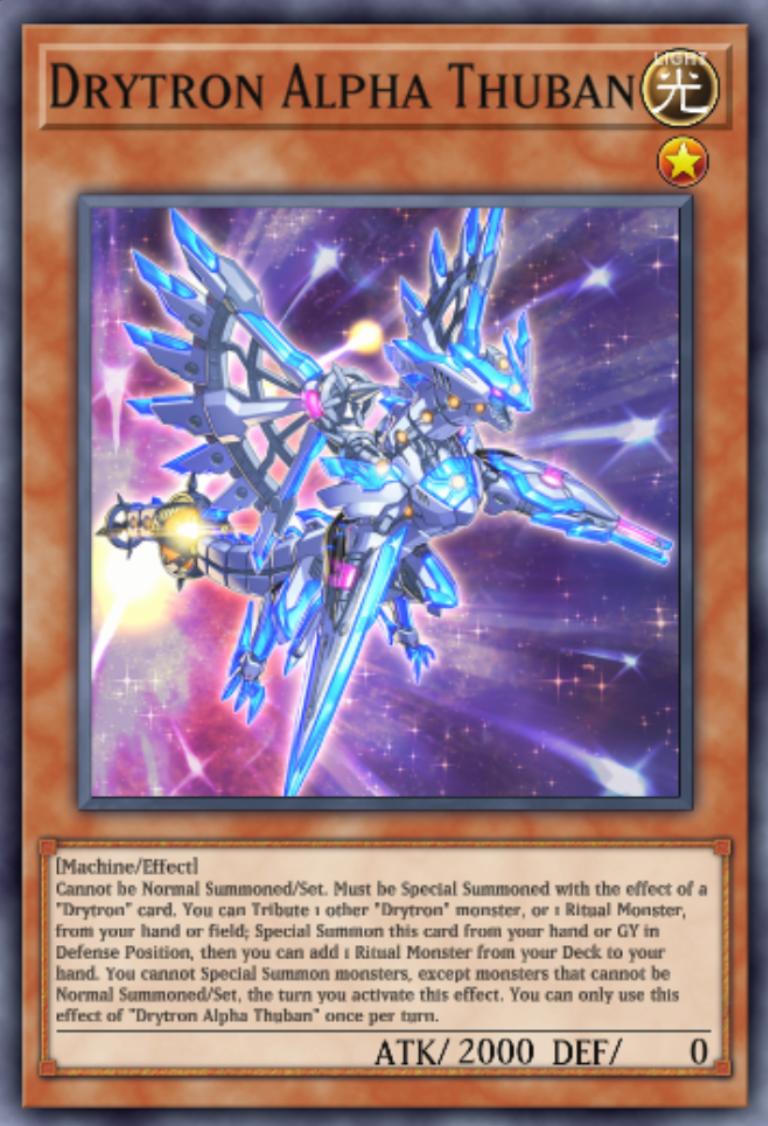 DRYTRON ALPHA THUBAN
LIGHT
光
[Machine/Effect]
Cannot be Normal Summoned/Set. Must be Special Summoned with the effect of a
"Drytron" card. You can Tribute 1 other "Drytron" monster, or 1 Ritual Monster,
from your hand or field; Special Summon this card from your hand or GY in
Defense Position, then you can add 1 Ritual Monster from your Deck to your
hand. You cannot Special Summon monsters, except monsters that cannot be
Normal Summoned/Set, the turn you activate this effect. You can only use this
effect of "Drytron Alpha Thuban" once per turn.
ATK/ 2000 DEF/ 0